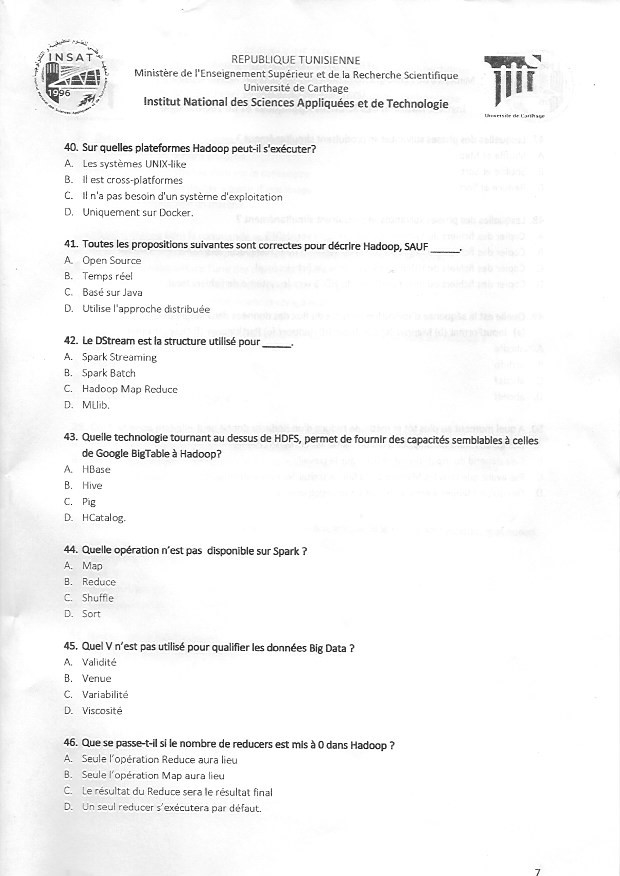 INSAT
1996
REPUBLIQUE TUNISIENNE
Ministère de l'Enseignement Supérieur et de la Recherche Scientifique
Université de Carthage
Institut National des Sciences Appliquées et de Technologie
Université de Carthage
40. Sur quelles plateformes Hadoop peut-il s'exécuter?
A. Les systèmes UNIX-like
B. Il est cross-platformes
C. Il n'a pas besoin d'un système d'exploitation
D. Uniquement sur Docker.
41. Toutes les propositions suivantes sont correctes pour décrire Hadoop, SAUF ______.
A. Open Source
B. Temps réel
C. Basé sur Java
D. Utilise l'approche distribuée
42. Le DStream est la structure utilisé pour ______.
A. Spark Streaming
B. Spark Batch
C. Hadoop Map Reduce
D. MLlib.
43. Quelle technologie tournant au dessus de HDFS, permet de fournir des capacités semblables à celles
de Google BigTable à Hadoop?
A. HBase
B. Hive
C. Pig
D. HCatalog.
44. Quelle opération n'est pas disponible sur Spark ?
A. Map
B. Reduce
C. Shuffle
D. Sort
45. Quel V n'est pas utilisé pour qualifier les données Big Data ?
A. Validité
B. Venue
C. Variabilité
D. Viscosité
46. Que se passe-t-il si le nombre de reducers est mis à 0 dans Hadoop ?
A. Seule l'opération Reduce aura lieu
B. Seule l'opération Map aura lieu
C. Le résultat du Reduce sera le résultat final
D. Un seul reducer s'exécutera par défaut.
7